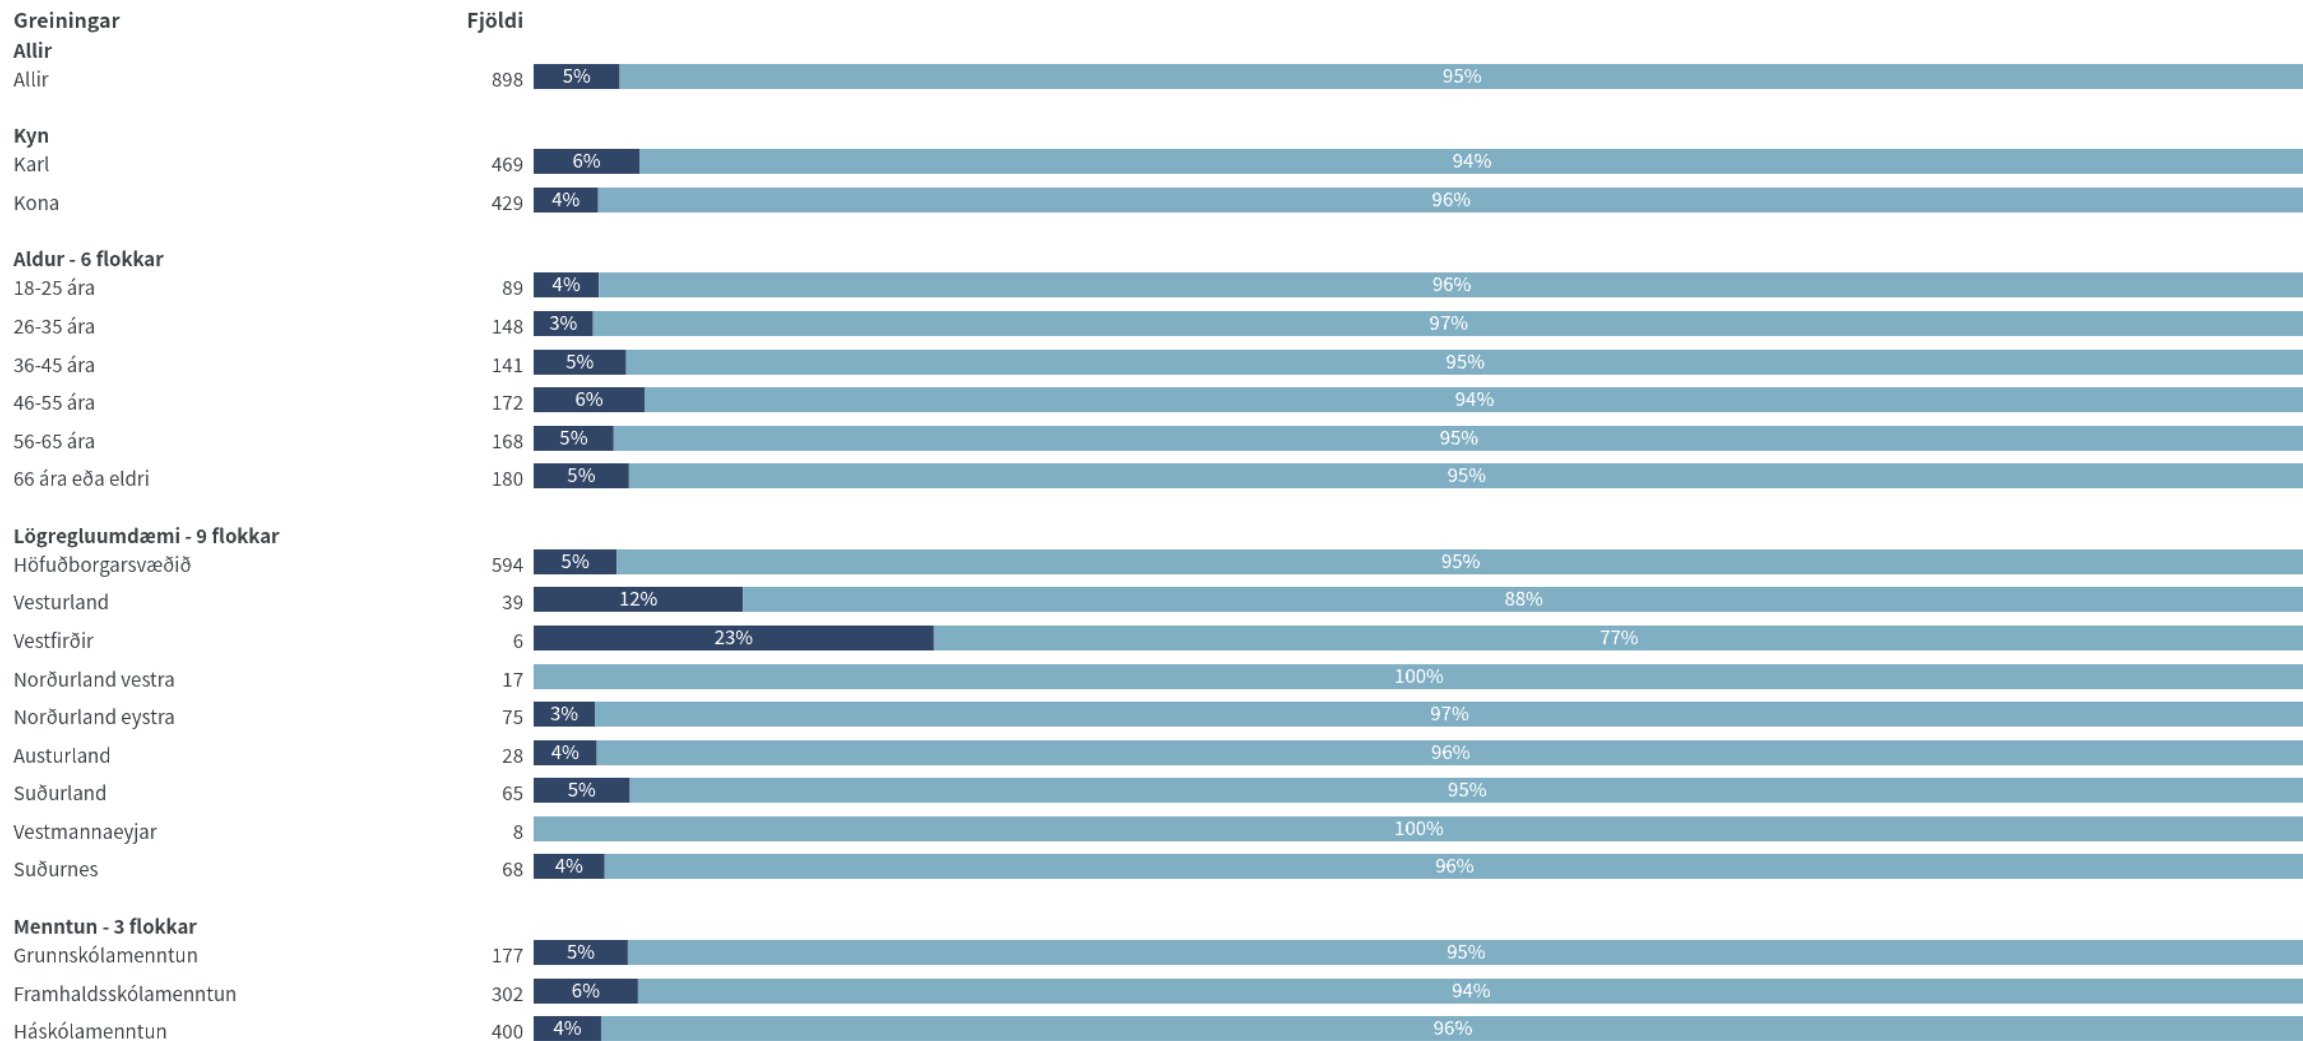 Greiningar Fjöldi
Allir
Allir 898 5% 95%
Kyn
Karl 469 6% 94%
Kona 429 4% 96%
Aldur - 6 flokkar
18-25 ára 89 4% 96%
26-35 ára 148 3% 97%
36-45 ára 141 5% 95%
46-55 ára 172 6% 94%
56-65 ára 168 5% 95%
66 ára eða eldri 180 5% 95%
Lögregluumdæmi - 9 flokkar
Höfuðborgarsvæðið 594 5% 95%
Vesturland 39 12% 88%
Vestfirðir 6 23% 77%
Norðurland vestra 17 100%
Norðurland eystra 75 3% 97%
Austurland 28 4% 96%
Suðurland 65 5% 95%
Vestmannaeyjar 8 100%
Suðurnes 68 4% 96%
Menntun - 3 flokkar
Grunnskólamenntun 177 5% 95%
Framhaldsskólamenntun 302 6% 94%
Háskólamenntun 400 4% 96%